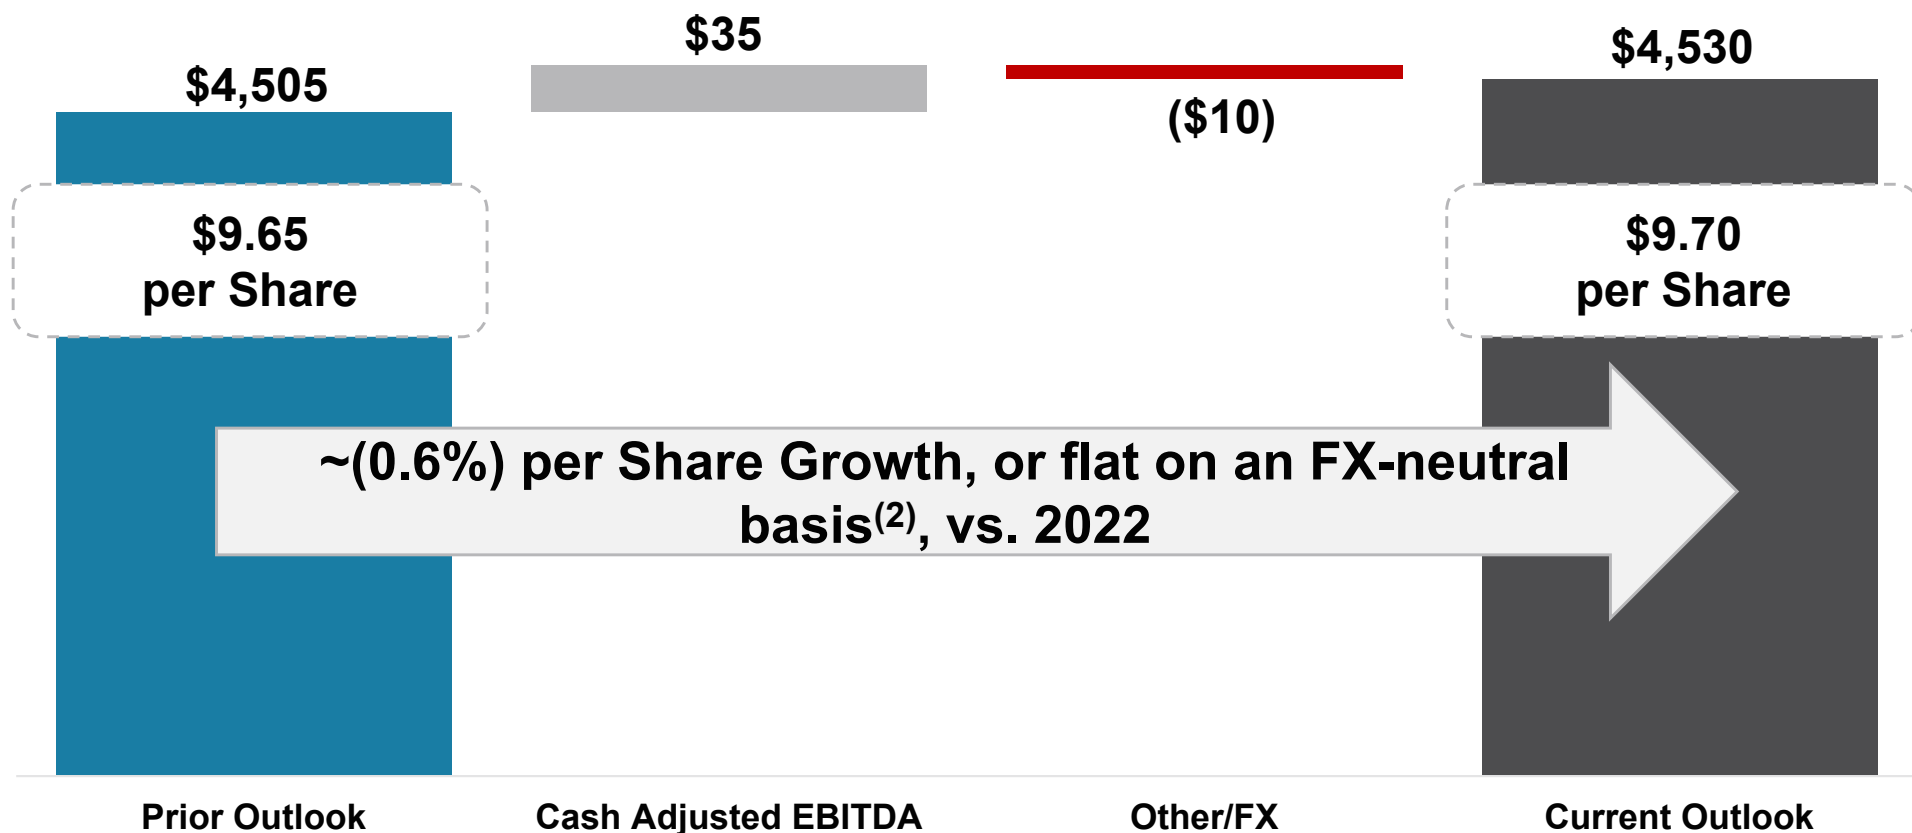 $35
$4,530
$4,505
($10)
$9.65
per Share
$9.70
per Share
~(0.6%) per Share Growth, or flat on an FX-neutral
basis(2), vs. 2022
Prior Outlook
Cash Adjusted EBITDA
Other/FX
Current Outlook